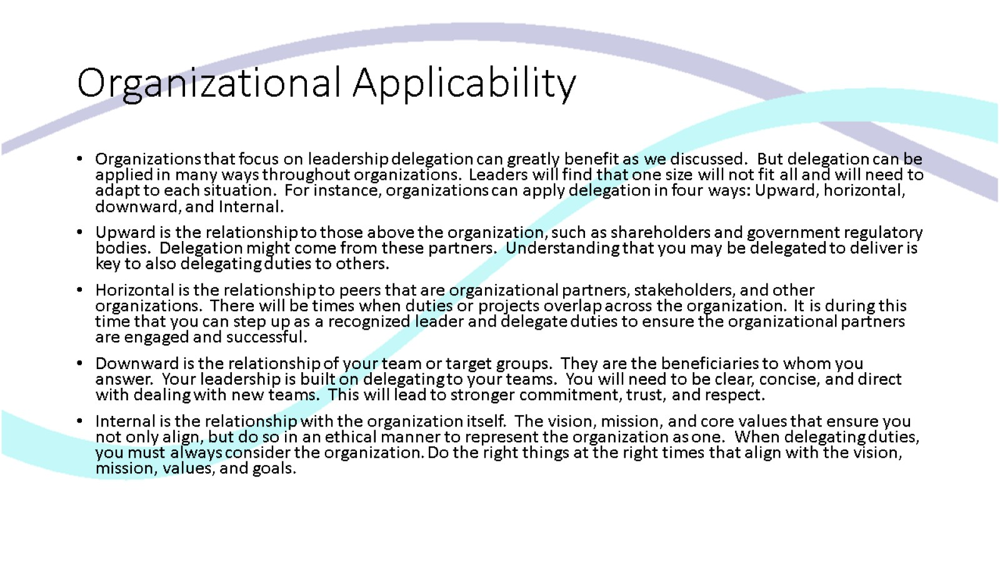 Organizational Applicability
• Organizations that focus on leadership delegation can greatly benefit as we discussed.  But delegation can be
applied in many ways throughout organizations.  Leaders will find that one size will not fit all and will need to
adapt to each situation.  For instance, organizations can apply delegation in four ways: Upward, horizontal,
downward, and Internal.
• Upward is the relationship to those above the organization, such as shareholders and government regulatory
bodies.  Delegation might come from these partners.  Understanding that you may be delegated to deliver is
key to also delegating duties to others.
• Horizontal is the relationship to peers that are organizational partners, stakeholders, and other
organizations.  There will be times when duties or projects overlap across the organization.  It is during this
time that you can step up as a recognized leader and delegate duties to ensure the organizational partners
are engaged and successful.
• Downward is the relationship of your team or target groups.  They are the beneficiaries to whom you
answer.  Your leadership is built on delegating to your teams.  You will need to be clear, concise, and direct
with dealing with new teams.  This will lead to stronger commitment, trust, and respect.
• Internal is the relationship with the organization itself.  The vision, mission, and core values that ensure you
not only align, but do so in an ethical manner to represent the organization as one.  When delegating duties,
you must always consider the organization. Do the right things at the right times that align with the vision,
mission, values, and goals.